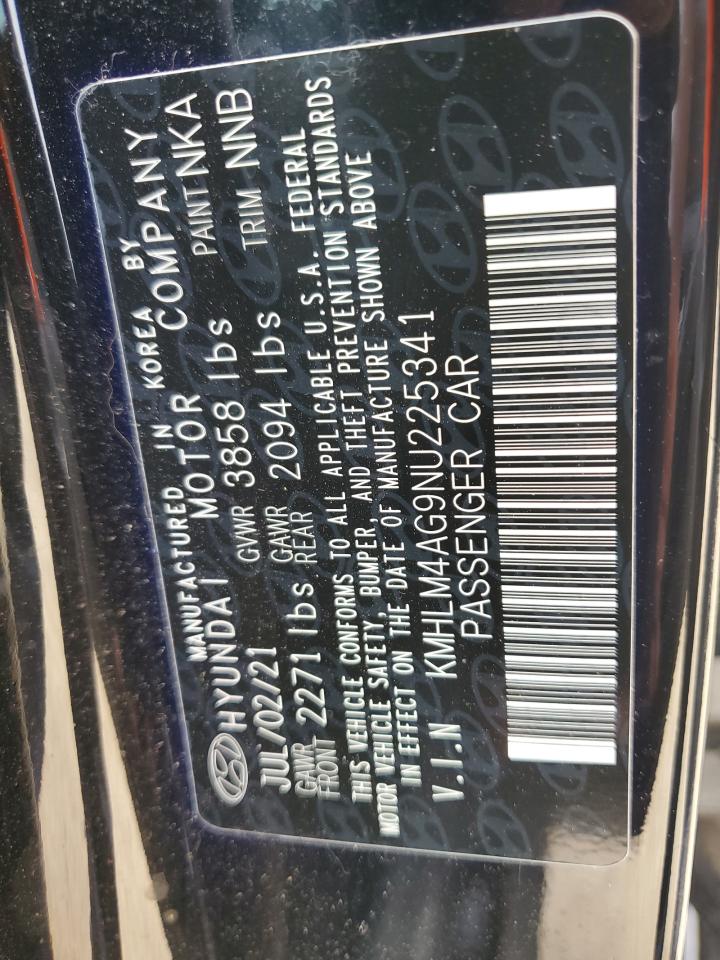 MANUFACTURED IN KOREA BY
HYUNDAI MOTOR COMPANY
JUL/02/21 GVWR 3858 lbs PAINT NKA
GAWR FRONT 2271 lbs GAWR REAR 2094 lbs TRIM NNB
THIS VEHICLE CONFORMS TO ALL APPLICABLE U.S.A. FEDERAL
MOTOR VEHICLE SAFETY, BUMPER, AND THEFT PREVENTION STANDARDS
IN EFFECT ON THE DATE OF MANUFACTURE SHOWN ABOVE
V.I.N KMHLM4AG9NU225341
PASSENGER CAR